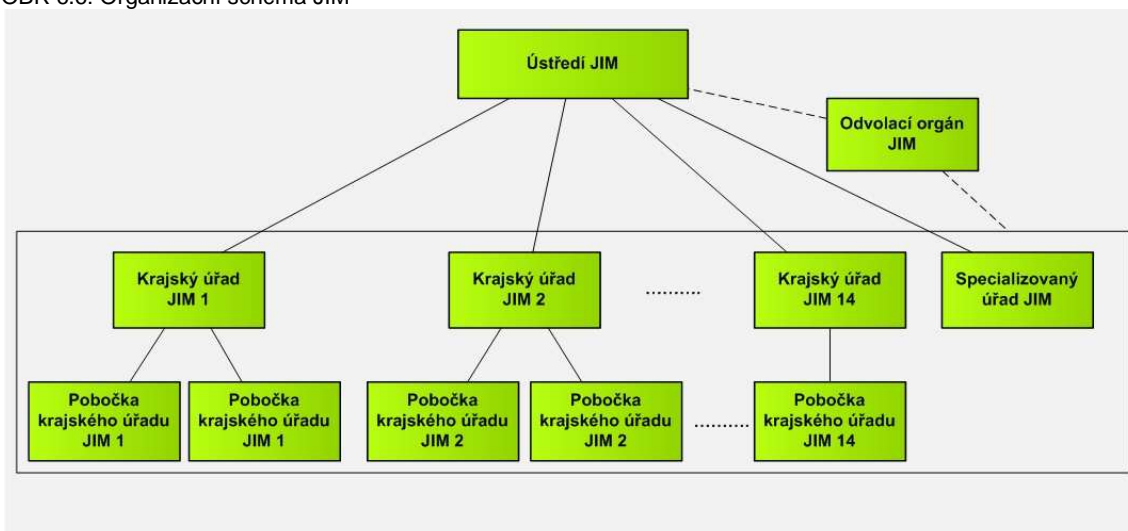 Ústředí JIM
Odvolací orgán
JIM
Krajský úřad
JIM 1
Krajský úřad
JIM 2
..........
Krajský úřad
JIM 14
Specializovaný
úřad JIM
Pobočka
krajského úřadu
JIM 1
Pobočka
krajského úřadu
JIM 1
Pobočka
krajského úřadu
JIM 2
Pobočka
krajského úřadu
JIM 2
..........
Pobočka
krajského úřadu
JIM 14